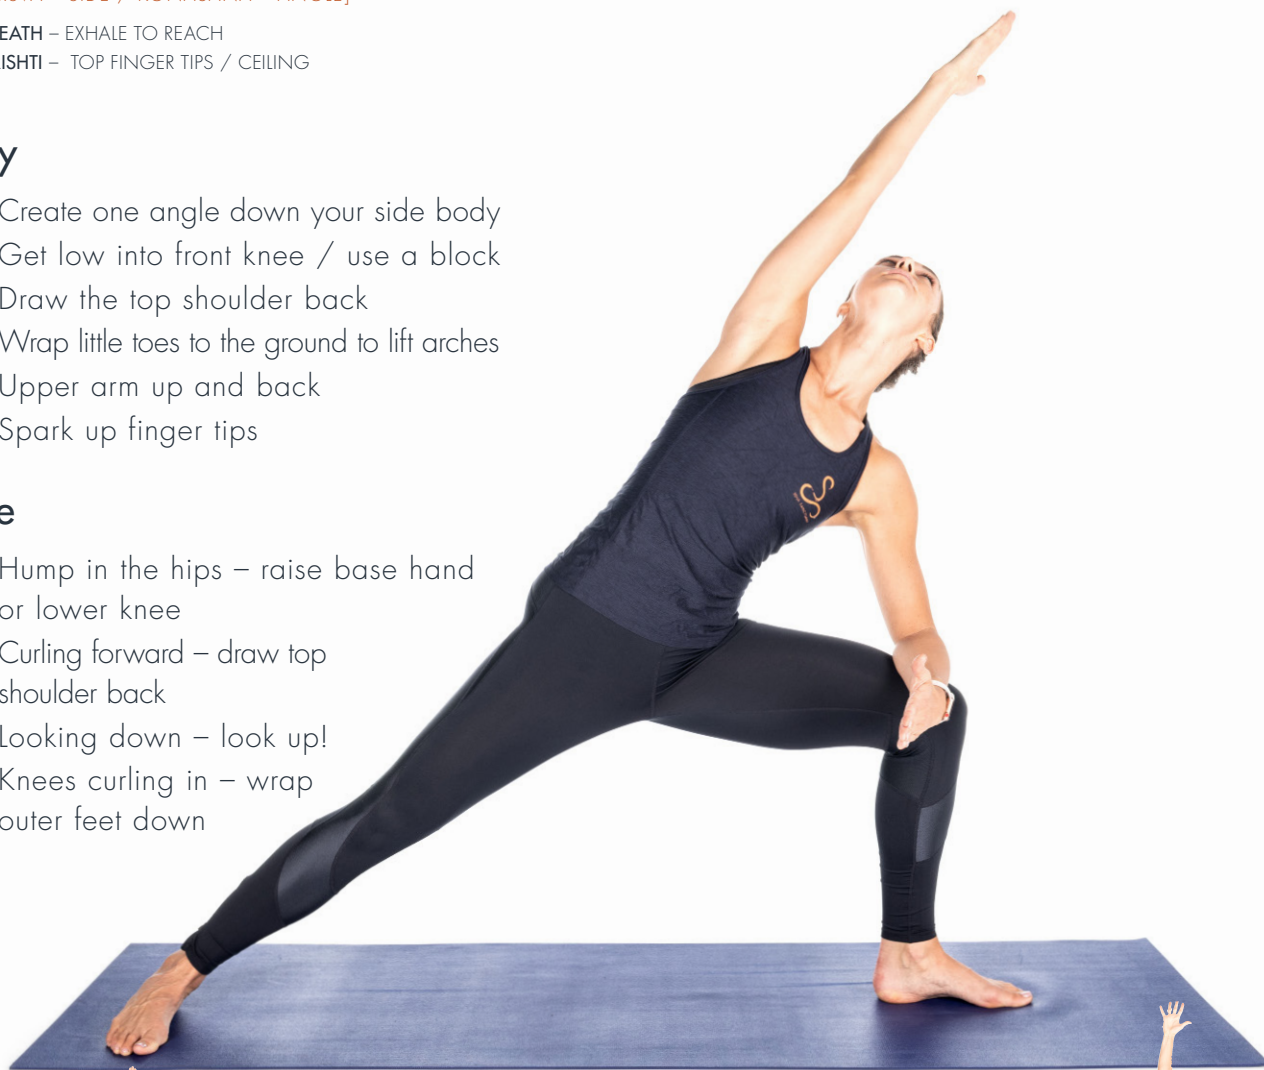 EATH – EXHALE TO REACH
ISHTI – TOP FINGER TIPS / CEILING
y
Create one angle down your side body
Get low into front knee / use a block
Draw the top shoulder back
Wrap little toes to the ground to lift arches
Upper arm up and back
Spark up finger tips
e
Hump in the hips – raise base hand
or lower knee
Curling forward – draw top
shoulder back
Looking down – look up!
Knees curling in – wrap
outer feet down